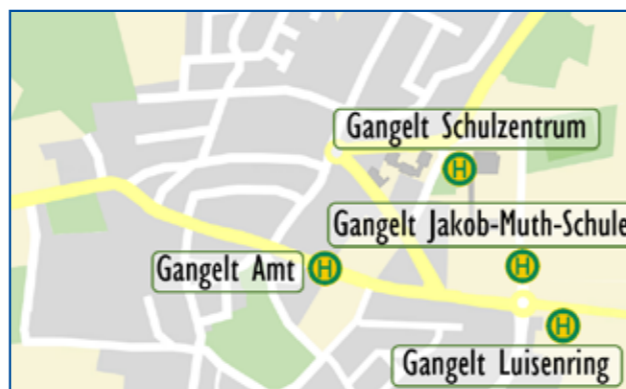 Gangelt Schulzentrum
H
Gangelt Jakob-Muth-Schule
Gangelt Amt
H
H
H
Gangelt Luisenring